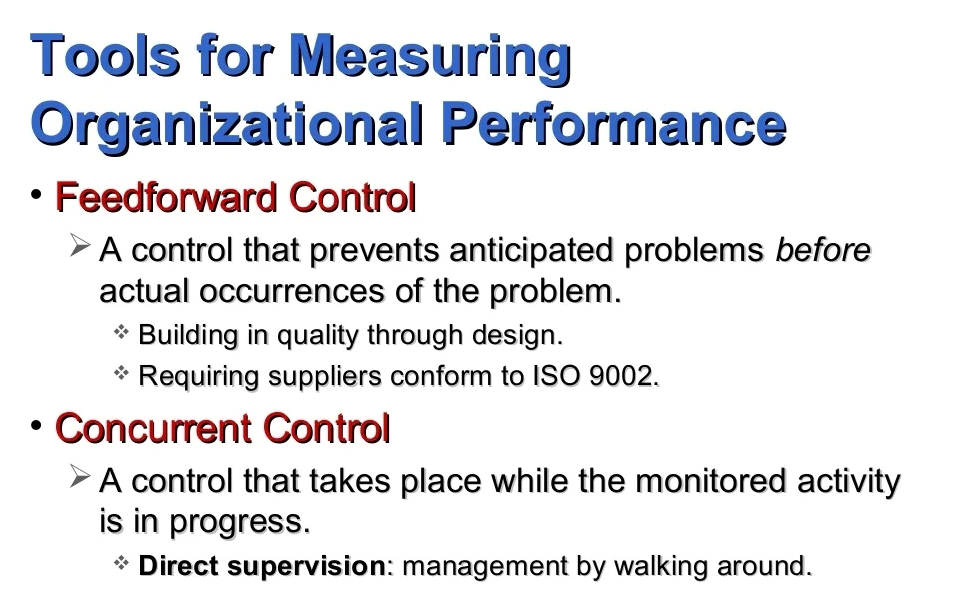 Tools for Measuring
Organizational Performance
• Feedforward Control
➢ A control that prevents anticipated problems before
actual occurrences of the problem.
❖ Building in quality through design.
❖ Requiring suppliers conform to ISO 9002.
• Concurrent Control
➢ A control that takes place while the monitored activity
is in progress.
❖ Direct supervision: management by walking around.